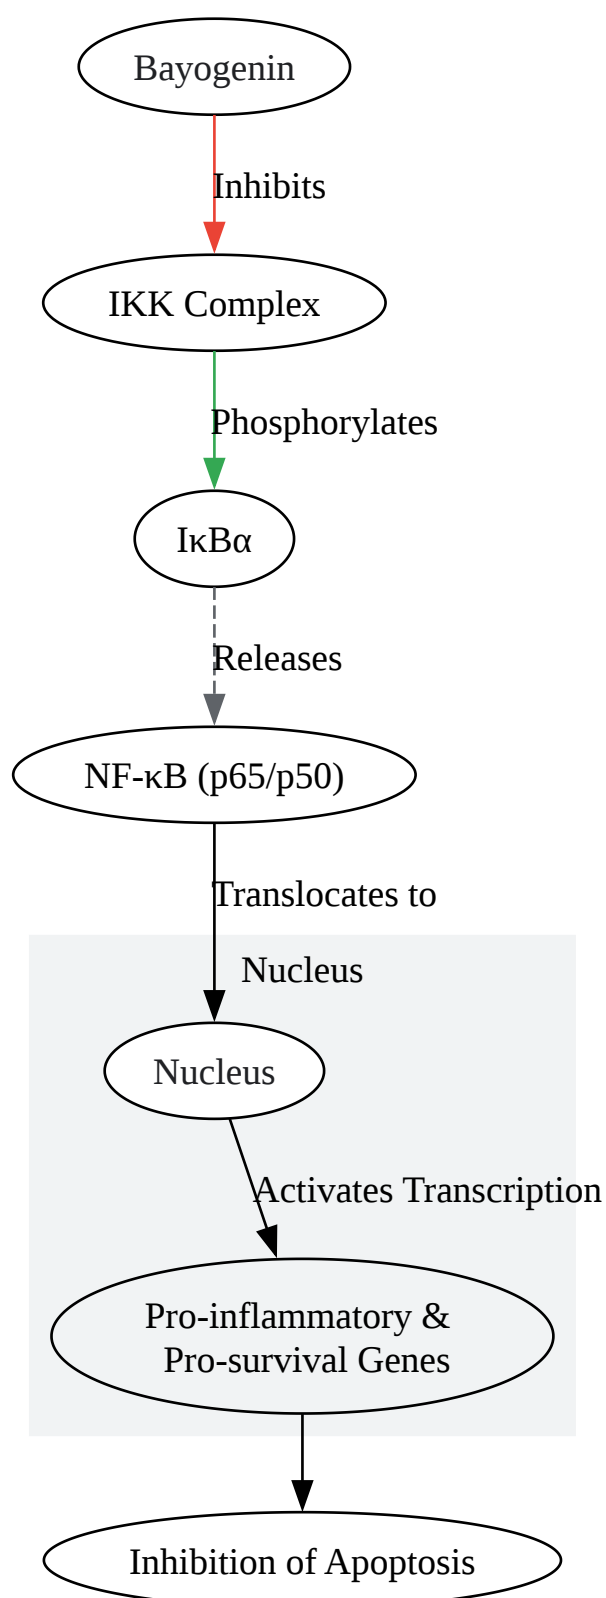 Bayogenin
Inhibits
IKK Complex
Phosphorylates
IκBα
Releases
NF-κB (p65/p50)
Translocates to
Nucleus
Nucleus
Activates Transcription
Pro-inflammatory &
Pro-survival Genes
Inhibition of Apoptosis